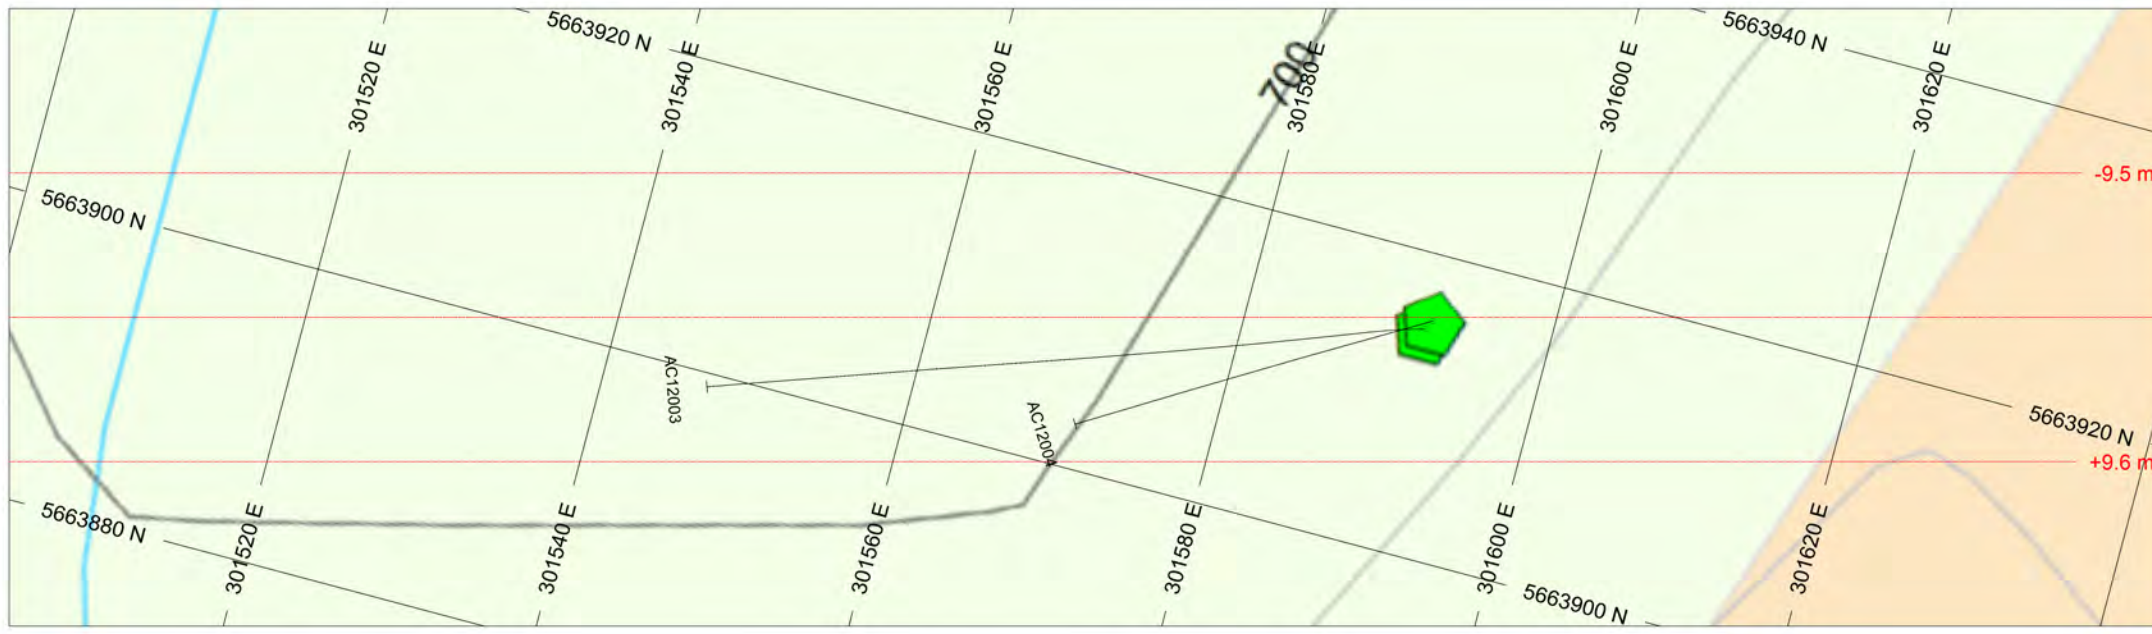 5663920 N
5663940 N
301520 E
301540 E
301560 E
301580 E
301600 E
301620 E
700
-9.5 m
5663900 N
AC12003
AC12004
5663920 N
+9.6 m
5663880 N
301520 E
301540 E
301560 E
301580 E
301600 E
301620 E
5663900 N